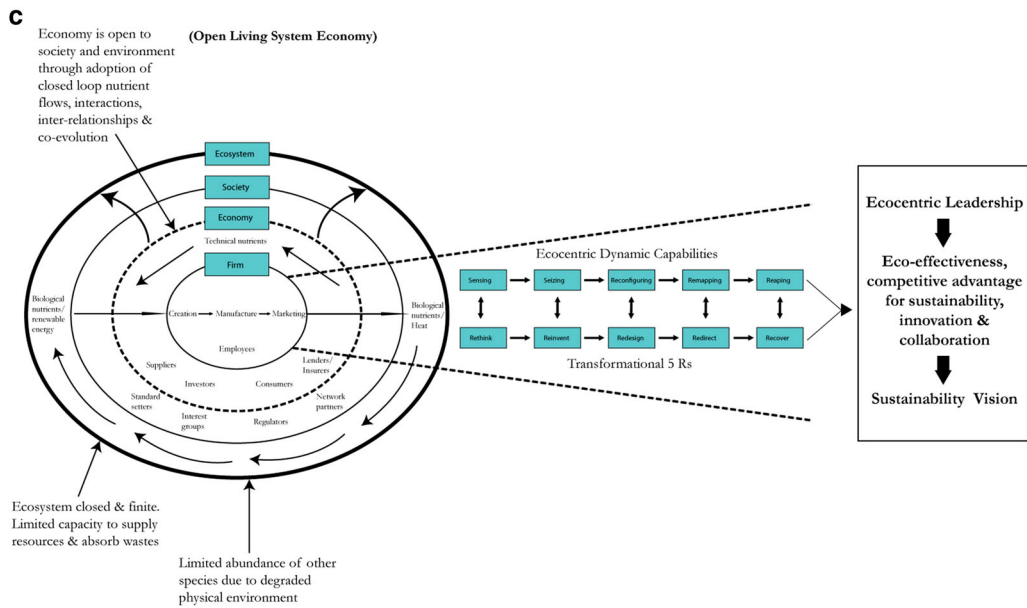 c
Economy is open to
society and environment
through adoption of
closed loop nutrient
flows, interactions,
inter-relationships &
co-evolution
(Open Living System Economy)
Ecosystem
Society
Economy
Technical nutrients
Firm
Biological
nutrients/
renewable
energy
Creation
Manufacture
Marketing
Biological
nutrients/
Heat
Employees
Suppliers
Lenders/
Insurers
Investors
Consumers
Standard
setters
Network
partners
Interest
groups
Regulators
Ecosystem closed & finite.
Limited capacity to supply
resources & absorb wastes
Limited abundance of other
species due to degraded
physical environment
Ecocentric Dynamic Capabilities
Sensing
Seizing
Reconfiguring
Remapping
Reaping
Rethink
Reinvent
Redesign
Redirect
Recover
Transformational 5 Rs
Ecocentric Leadership
Eco-effectiveness,
competitive advantage
for sustainability,
innovation &
collaboration
Sustainability Vision